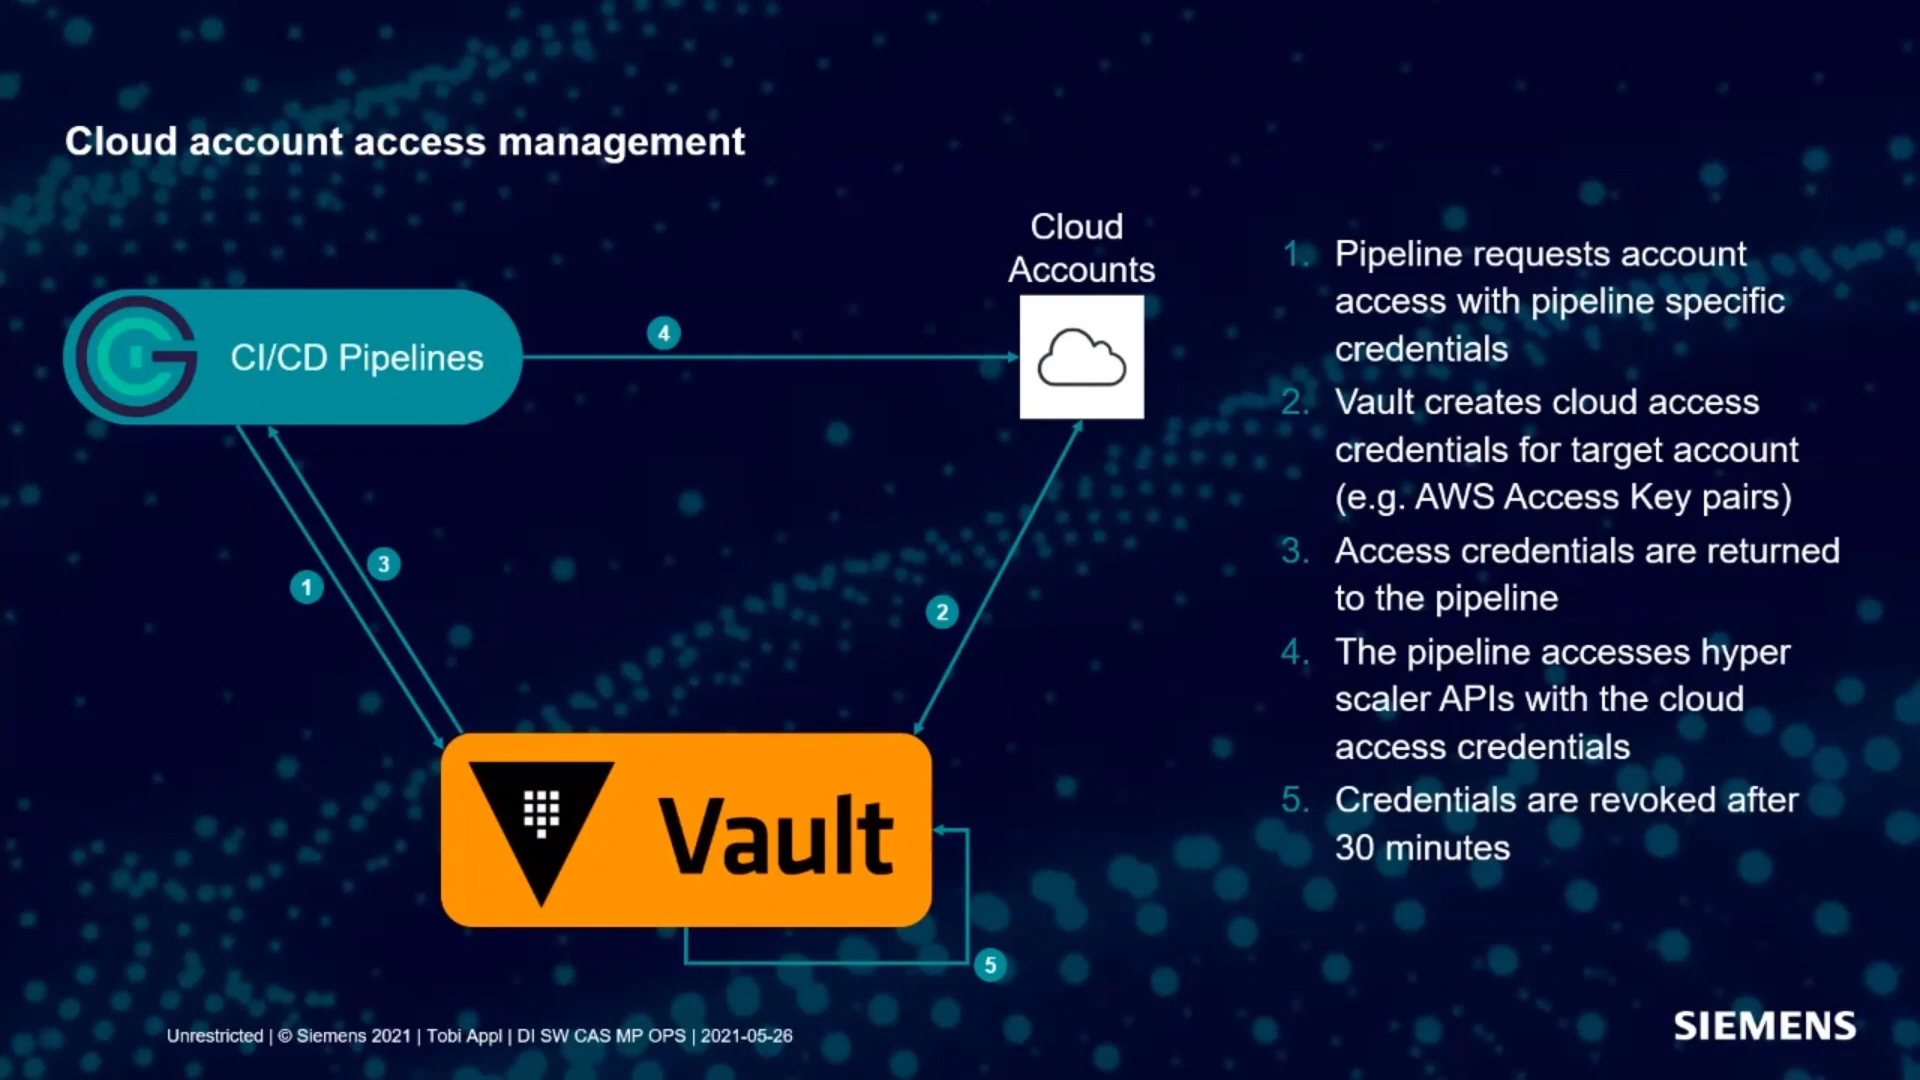 Cloud account access management
Cloud
Accounts
CI/CD Pipelines
4
1
3
2
Vault
5
1. Pipeline requests account
access with pipeline specific
credentials
2. Vault creates cloud access
credentials for target account
(e.g. AWS Access Key pairs)
3. Access credentials are returned
to the pipeline
4. The pipeline accesses hyper
scaler APIs with the cloud
access credentials
5. Credentials are revoked after
30 minutes
Unrestricted | © Siemens 2021 | Tobi Appl | DI SW CAS MP OPS | 2021-05-26
SIEMENS